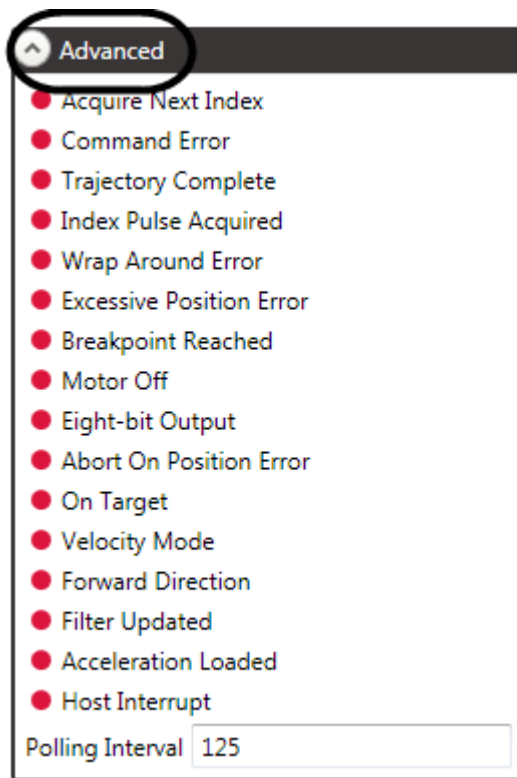 Advanced
Acquire Next Index
Command Error
Trajectory Complete
Index Pulse Acquired
Wrap Around Error
Excessive Position Error
Breakpoint Reached
Motor Off
Eight-bit Output
Abort On Position Error
On Target
Velocity Mode
Forward Direction
Filter Updated
Acceleration Loaded
Host Interrupt
Polling Interval 125